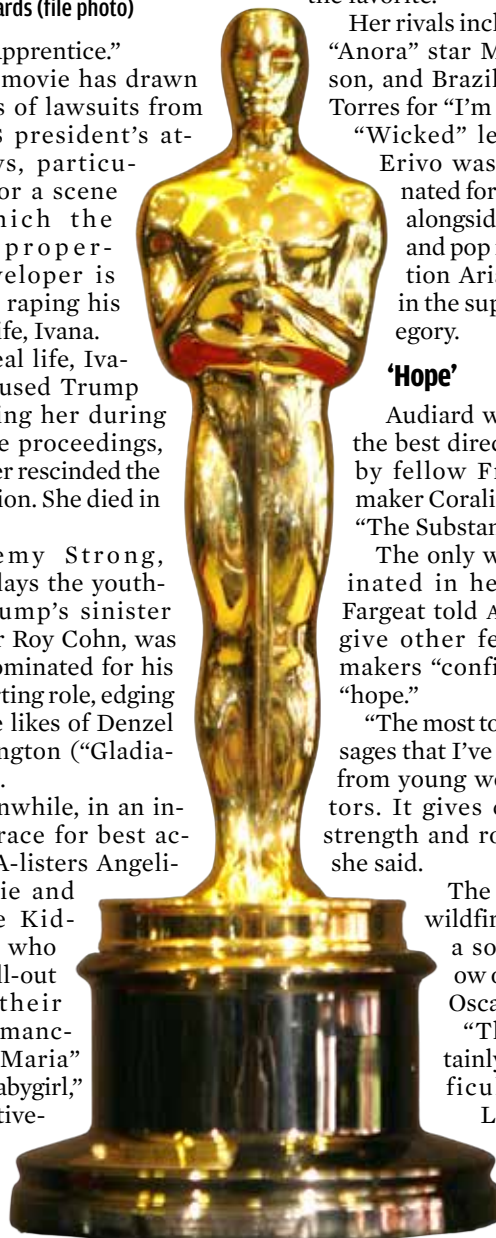 ards (file photo)
pprentice.”
movie has drawn
s of lawsuits from
S president’s at-
ys, particu-
or a scene
hich the
proper-
veloper is
raping his
ife, Ivana.
eal life, Iva-
used Trump
ing her during
e proceedings,
er rescinded the
ion. She died in
emy Strong,
lays the youth-
ump’s sinister
r Roy Cohn, was
ominated for his
rting role, edging
e likes of Denzel
ington (“Gladia-
.
nwhile, in an in-
race for best ac-
A-listers Angeli-
ie and
e Kid-
who
ll-out
their
manc-
Maria”
abygirl,”
tive-
the favorite.
Her rivals incl
“Anora” star M
son, and Brazil
Torres for “I’m
“Wicked” le
Erivo was
nated for
alongsid
and pop
tion Aria
in the sup
egory.
‘Hope’
Audiard w
the best direc
by fellow Fr
maker Corali
“The Substan
The only w
inated in he
Fargeat told A
give other fe
makers “confi
“hope.”
“The most to
sages that I’ve
from young wo
tors. It gives
strength and ro
she said.
The
wildfir
a so
ow o
Osca
“Th
tainly
ficu
L